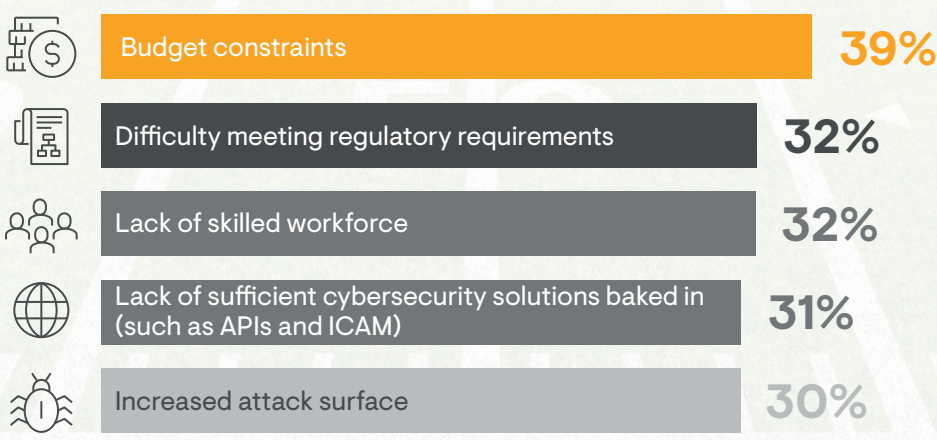 $
Budget constraints
39%
Difficulty meeting regulatory requirements
32%
Lack of skilled workforce
32%
Lack of sufficient cybersecurity solutions baked in
(such as APIs and ICAM)
31%
Increased attack surface
30%